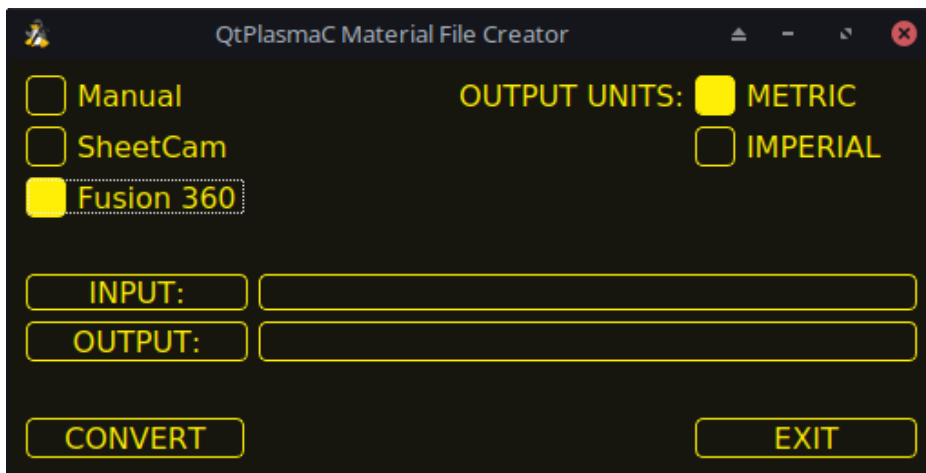 QtPlasmaC Material File Creator
Manual OUTPUT UNITS: METRIC
SheetCam IMPERIAL
Fusion 360
INPUT:
OUTPUT:
CONVERT EXIT